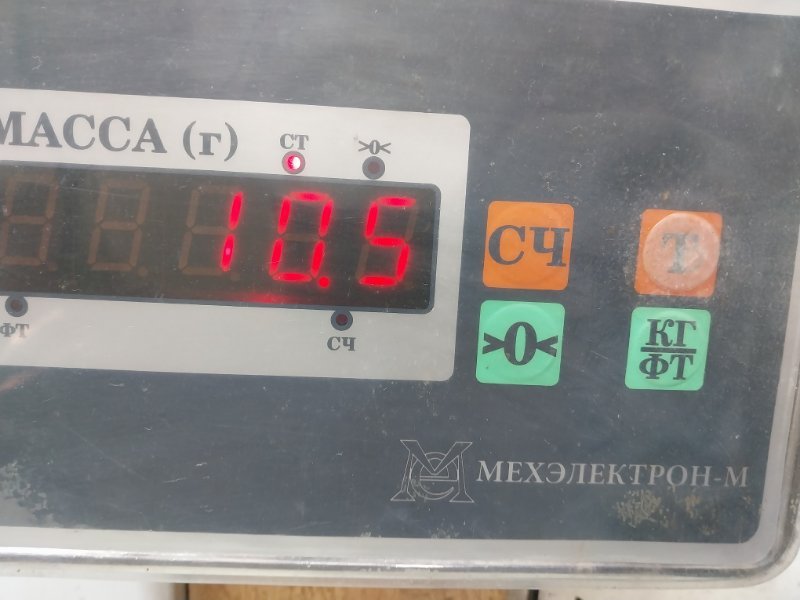 МАССА (г)
СТ
>0<
10.5
ФТ
СЧ
СЧ
Т
>0<
КГ
ФТ
МЕХЭЛЕКТРОН-М